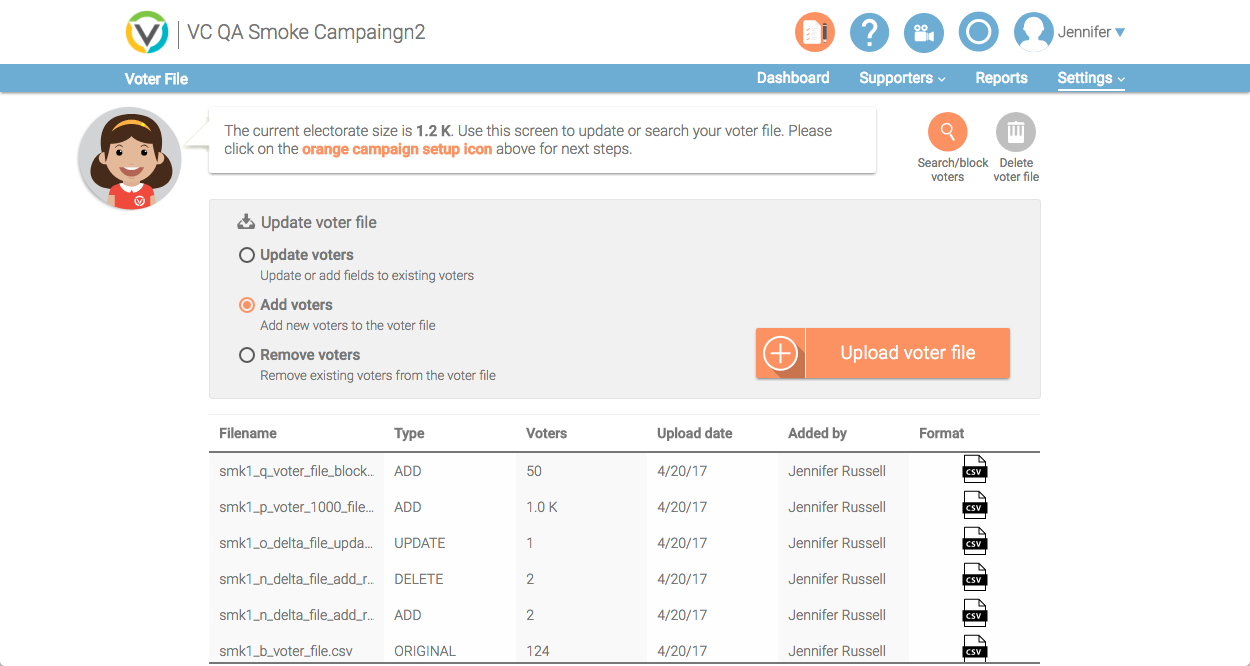 VC QA Smoke Campaingn2
Jennifer
Voter File
Dashboard
Supporters
Reports
Settings
The current electorate size is 1.2 K. Use this screen to update or search your voter file. Please
click on the orange campaign setup icon above for next steps.
Search/block
voters
Delete
voter file
Update voter file
Update voters
Update or add fields to existing voters
Add voters
Add new voters to the voter file
Remove voters
Remove existing voters from the voter file
Upload voter file
Filename Type Voters Upload date Added by Format
smk1_q_voter_file_block... ADD 50 4/20/17 Jennifer Russell CSV
smk1_p_voter_1000_file... ADD 1.0 K 4/20/17 Jennifer Russell CSV
smk1_o_delta_file_upda... UPDATE 1 4/20/17 Jennifer Russell CSV
smk1_n_delta_file_add_r... DELETE 2 4/20/17 Jennifer Russell CSV
smk1_n_delta_file_add_r... ADD 2 4/20/17 Jennifer Russell CSV
smk1_b_voter_file.csv ORIGINAL 124 4/20/17 Jennifer Russell CSV